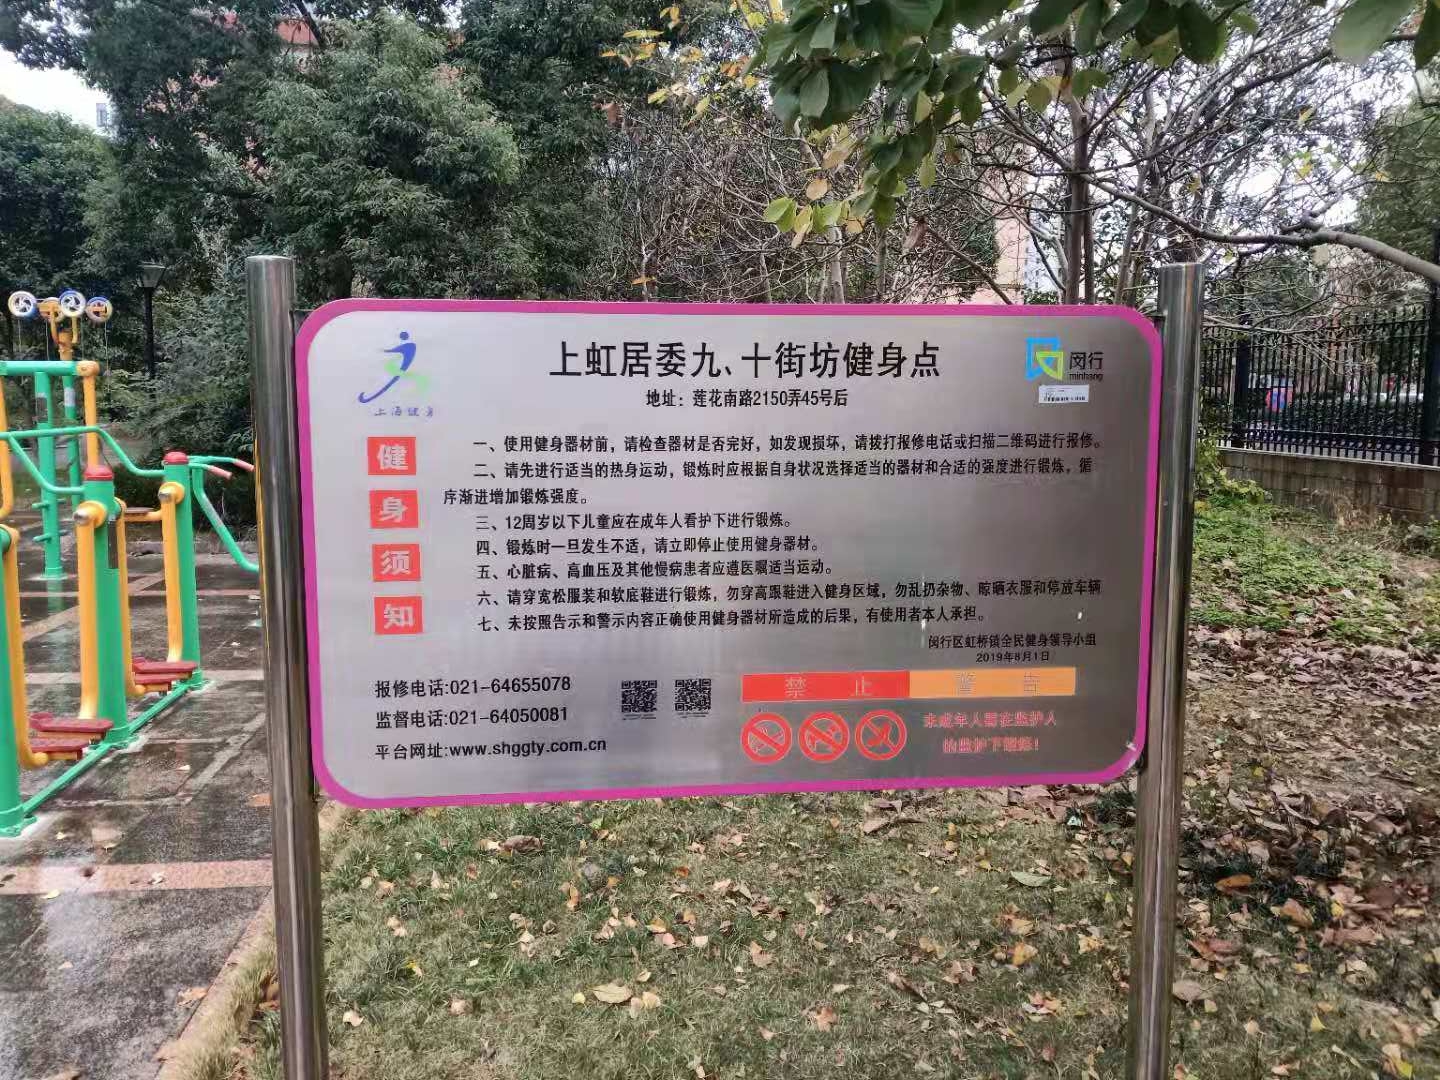 上海健身
上虹居委九、十街坊健身点
地址：莲花南路2150弄45号后
闵行
minhang
健
身
须
知
一、使用健身器材前，请检查器材是否完好，如发现损坏，请拨打报修电话或扫描二维码进行报修。
二、请先进行适当的热身运动，锻炼时应根据自身状况选择适当的器材和合适的强度进行锻炼，循
序渐进增加锻炼强度。
三、12周岁以下儿童应在成年人看护下进行锻炼。
四、锻炼时一旦发生不适，请立即停止使用健身器材。
五、心脏病、高血压及其他慢病患者应遵医嘱适当运动。
六、请穿宽松服装和软底鞋进行锻炼，勿穿高跟鞋进入健身区域，勿乱扔杂物、晾晒衣服和停放车辆
七、未按照告示和警示内容正确使用健身器材所造成的后果，有使用者本人承担。
闵行区虹桥镇全民健身领导小组
2019年8月1日
报修电话:021-64655078
监督电话:021-64050081
平台网址:www.shggty.com.cn
禁 止
警 告
未成年人需在监护人
的监护下锻炼！